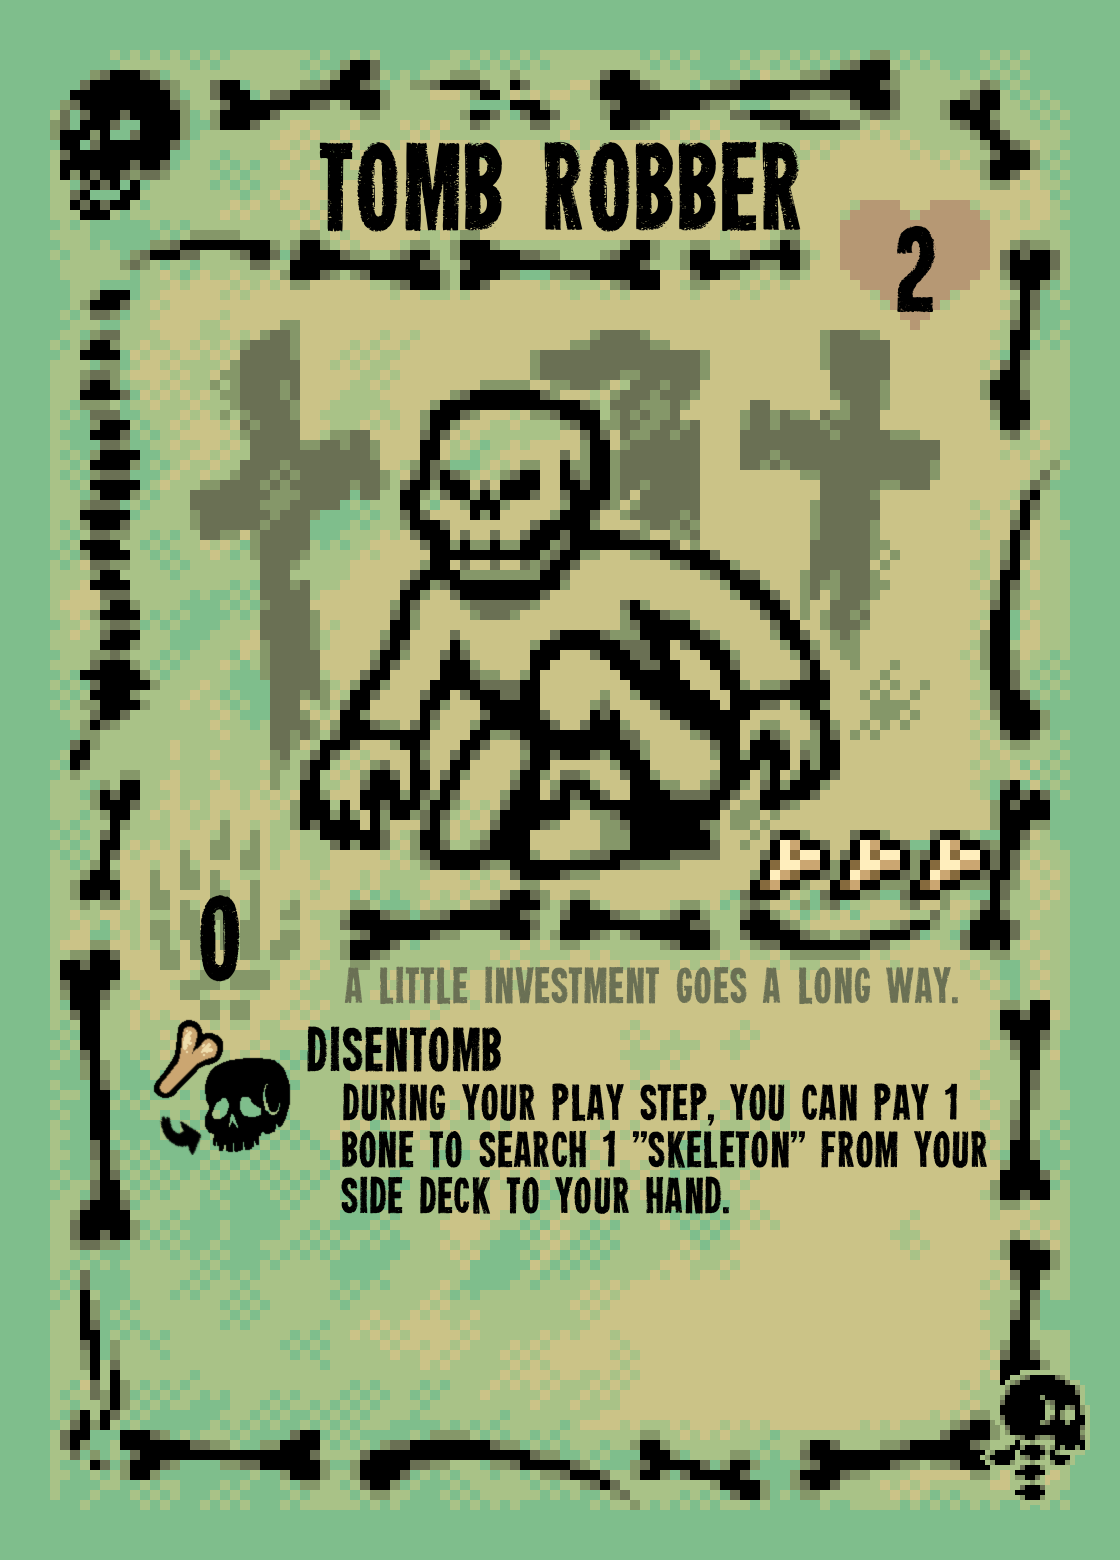 TOMB ROBBER
2
0
A LITTLE INVESTMENT GOES A LONG WAY.
DISENTOMB
DURING YOUR PLAY STEP, YOU CAN PAY 1
BONE TO SEARCH 1 ”SKELETON” FROM YOUR
SIDE DECK TO YOUR HAND.